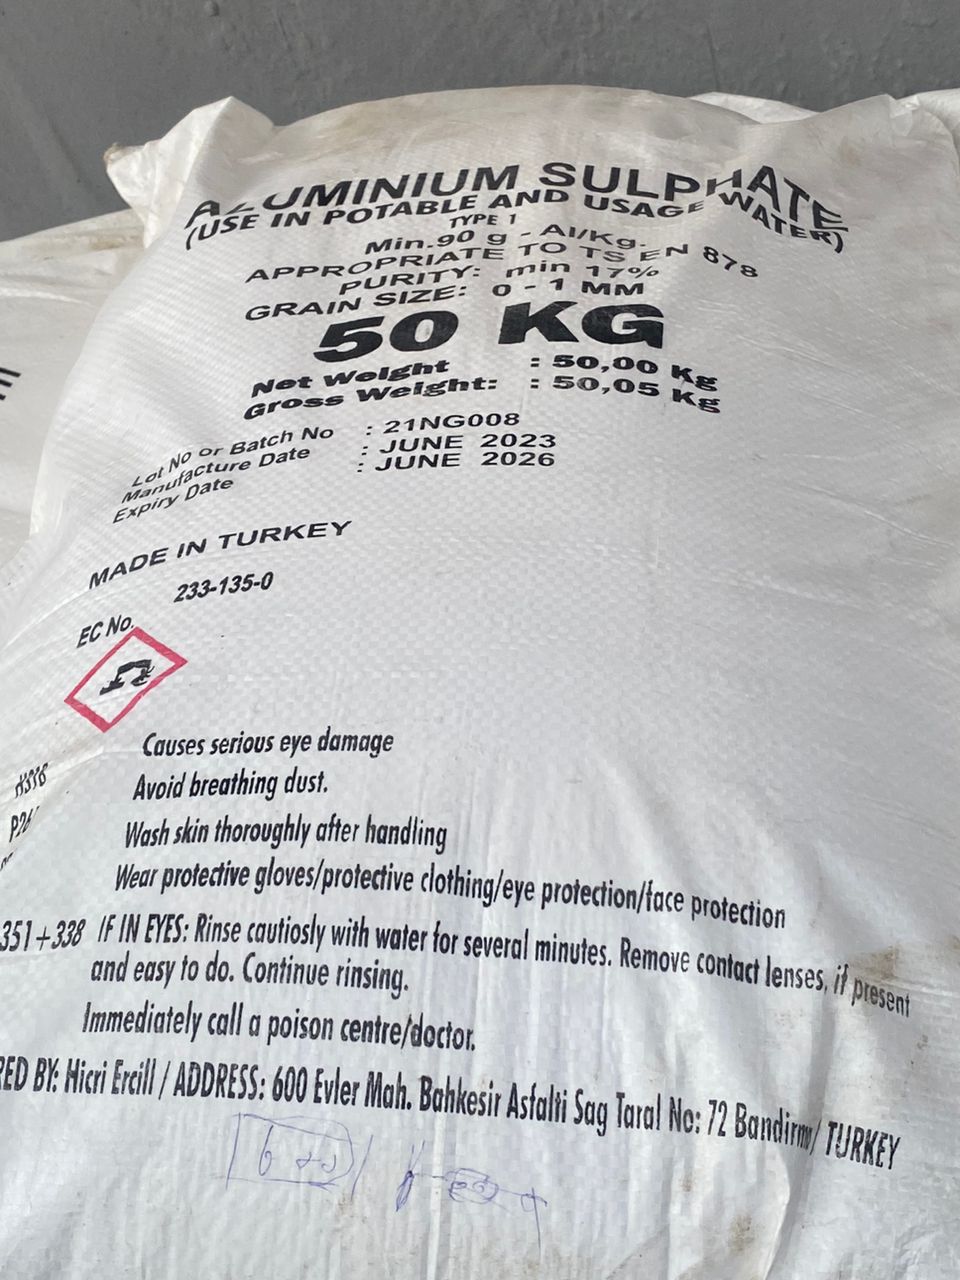 ALUMINIUM SULPHATE
(USE IN POTABLE AND USAGE WATER)
TYPE 1
Min.90 g - Al/Kg.
APPROPRIATE TO TS EN 878
PURITY: min 17%
GRAIN SIZE: 0 - 1 MM
50 KG
Net Weight : 50,00 Kg
Gross Weight: : 50,05 Kg
Lot No or Batch No : 21NG008
Manufacture Date : JUNE 2023
Expiry Date : JUNE 2026
MADE IN TURKEY
233-135-0
EC No.
H318 Causes serious eye damage
Avoid breathing dust.
Wash skin thoroughly after handling
Wear protective gloves/protective clothing/eye protection/face protection
351+338 IF IN EYES: Rinse cautiosly with water for several minutes. Remove contact lenses, if present
and easy to do. Continue rinsing.
Immediately call a poison centre/doctor.
RED BY: Hicri Ercill / ADDRESS: 600 Evler Mah. Bahkesir Asfalti Sag Taral No: 72 Bandirma/ TURKEY